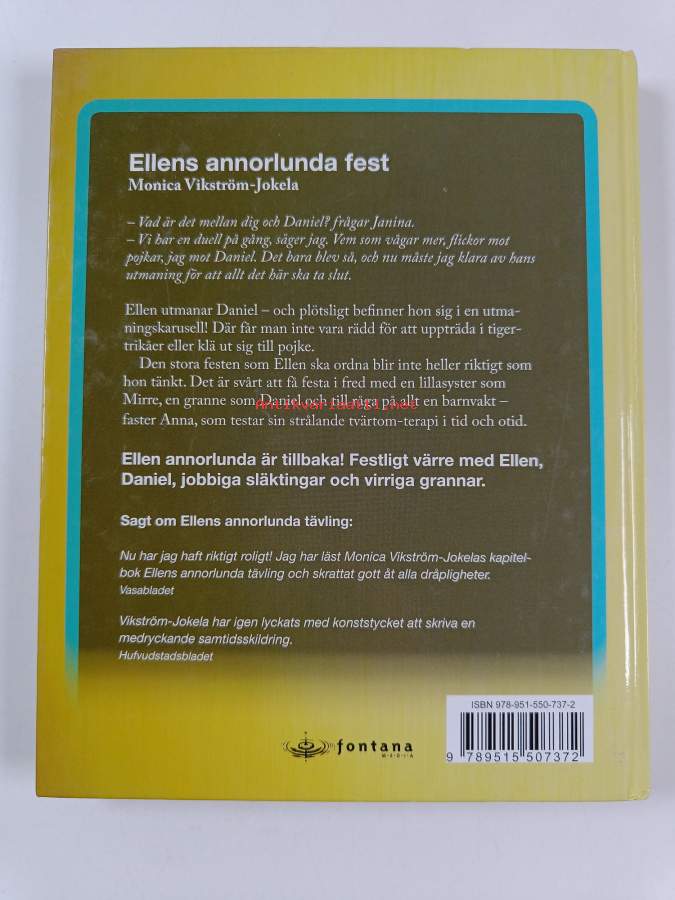 Ellens annorlunda fest
Monica Vikström-Jokela
– Vad är det mellan dig och Daniel? frågar Janina.
– Vi har en duell på gång, säger jag. Vem som vågar mer, flickor mot
pojkar, jag mot Daniel. Det bara blev så, och nu måste jag klara av hans
utmaning för att allt det här ska ta slut.
Ellen utmanar Daniel – och plötsligt befinner hon sig i en utma-
ningskarusell! Där får man inte vara rädd för att uppträda i tiger-
trikåer eller klä ut sig till pojke.
Den stora festen som Ellen ska ordna blir inte heller riktigt som
hon tänkt. Det är svårt att få festa i fred med en lillasyster som
Mirre, en granne som Daniel och till råga på allt en barnvakt –
antikvariaatti.net
faster Anna, som testar sin strålande tvärtom-terapi i tid och otid.
Ellen annorlunda är tillbaka! Festligt värre med Ellen,
Daniel, jobbiga släktingar och virriga grannar.
Sagt om Ellens annorlunda tävling:
Nu har jag haft riktigt roligt! Jag har läst Monica Vikström-Jokelas kapitel-
bok Ellens annorlunda tävling och skrattat gott åt alla dråpligheter.
Vasabladet
Vikström-Jokela har igen lyckats med konststycket att skriva en
medryckande samtidsskildring.
Hufvudstadsbladet
ISBN 978-951-550-737-2
fontana
MEDIA
9 789515 507372